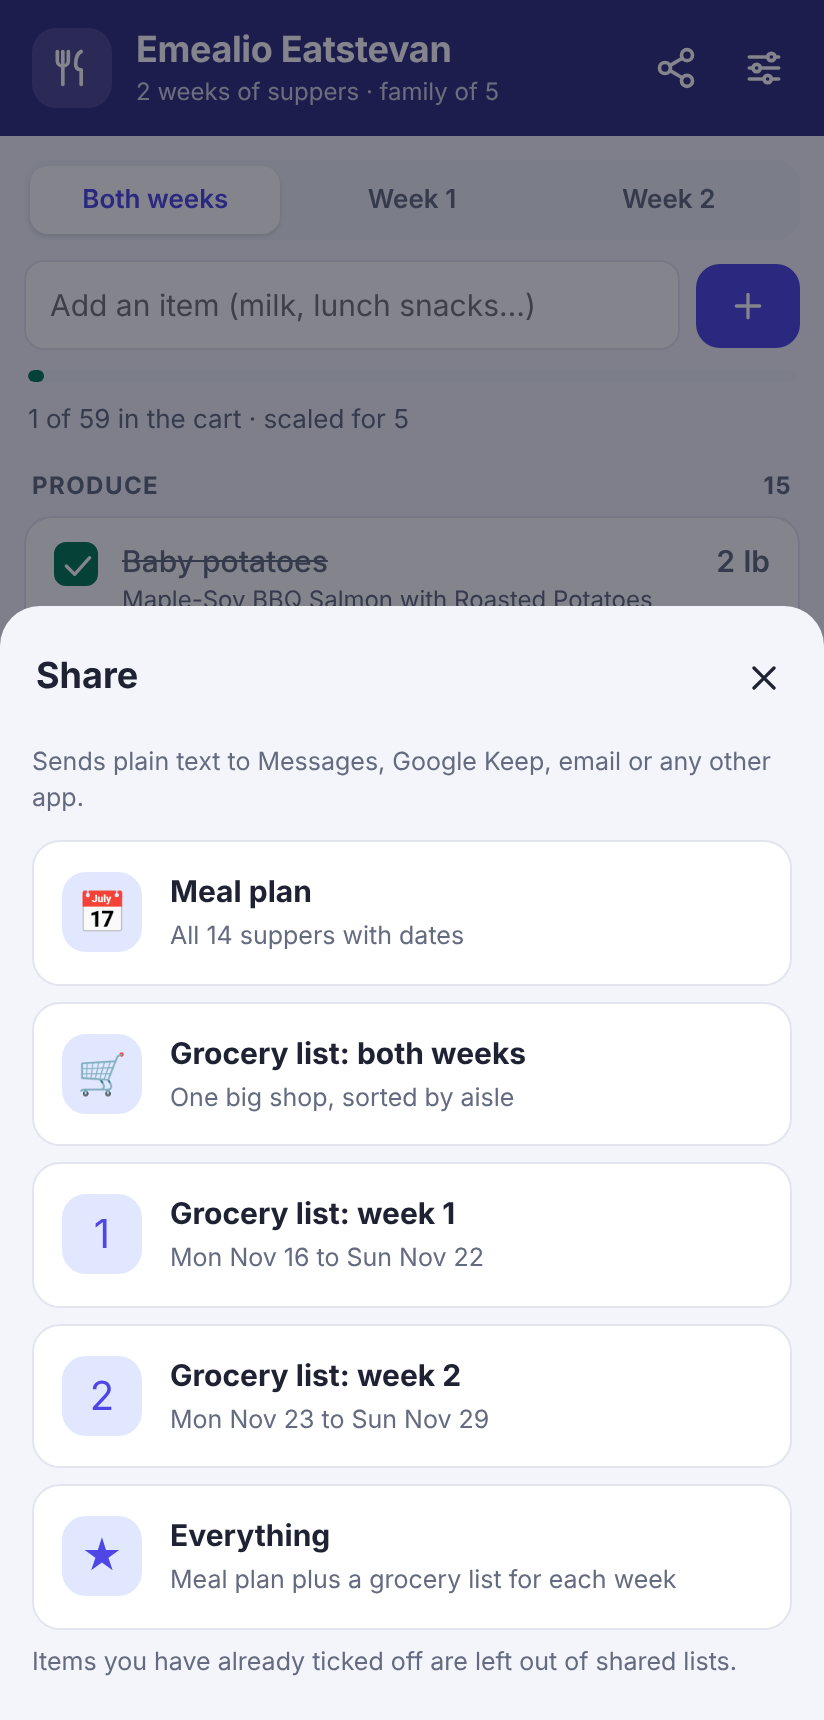 Emealio Eatstevan
2 weeks of suppers · family of 5
Both weeks
Week 1
Week 2
Add an item (milk, lunch snacks...)
1 of 59 in the cart · scaled for 5
PRODUCE
15
Baby potatoes
2 lb
Maple-Soy BBQ Salmon with Roasted Potatoes
Share
Sends plain text to Messages, Google Keep, email or any other
app.
July
17
Meal plan
All 14 suppers with dates
Grocery list: both weeks
One big shop, sorted by aisle
1
Grocery list: week 1
Mon Nov 16 to Sun Nov 22
2
Grocery list: week 2
Mon Nov 23 to Sun Nov 29
Everything
Meal plan plus a grocery list for each week
Items you have already ticked off are left out of shared lists.